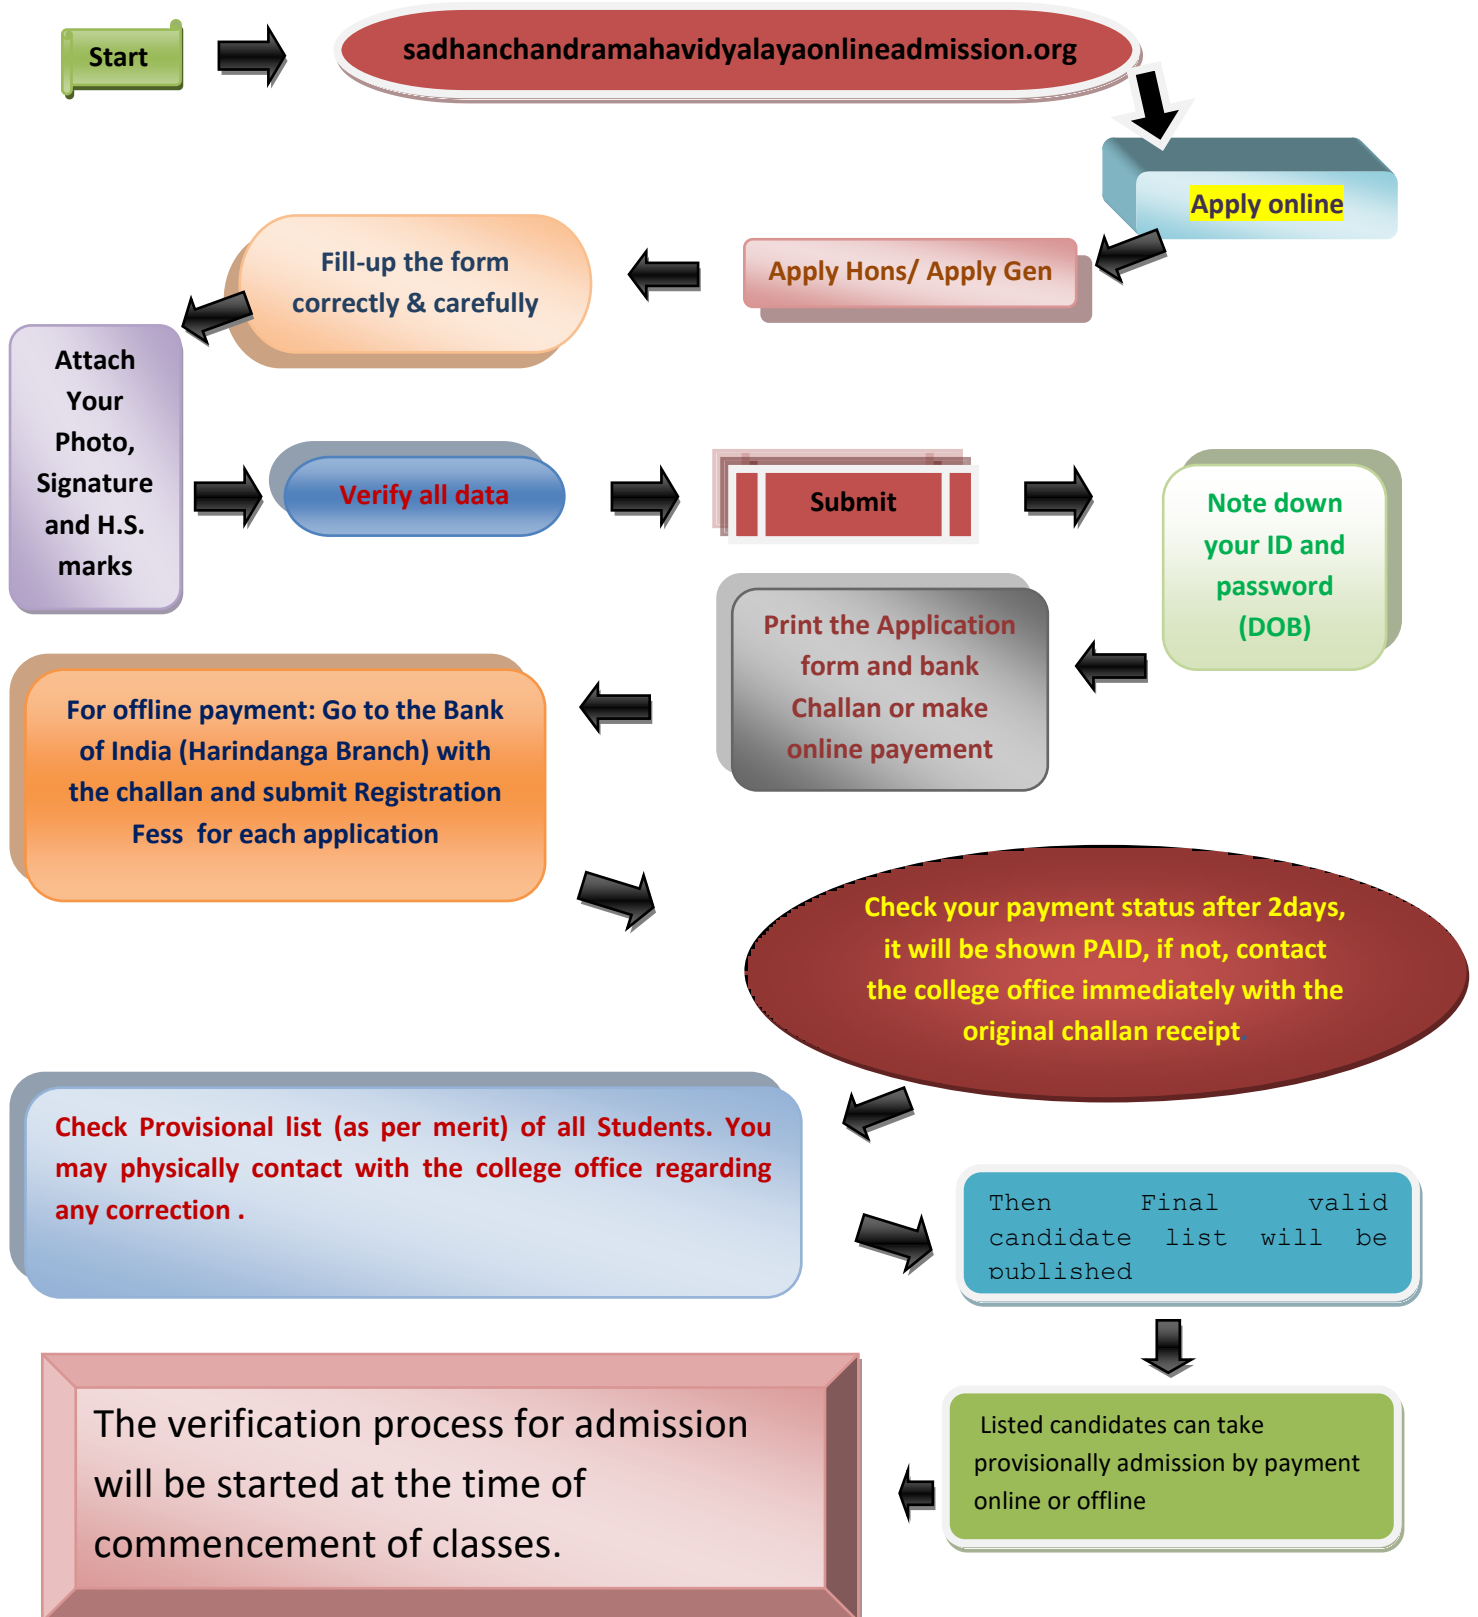 Start
sadhanchandramahavidyalayaonlineadmission.org
Apply online
Apply Hons/ Apply Gen
Fill-up the form
correctly & carefully
Attach
Your
Photo,
Signature
and H.S.
marks
Verify all data
Submit
Note down
your ID and
password
(DOB)
Print the Application
form and bank
Challan or make
online payement
For offline payment: Go to the Bank
of India (Harindanga Branch) with
the challan and submit Registration
Fess for each application
Check your payment status after 2days,
it will be shown PAID, if not, contact
the college office immediately with the
original challan receipt.
Check Provisional list (as per merit) of all Students. You
may physically contact with the college office regarding
any correction .
Then Final valid
candidate list will be
published
Listed candidates can take
provisionally admission by payment
online or offline
The verification process for admission
will be started at the time of
commencement of classes.